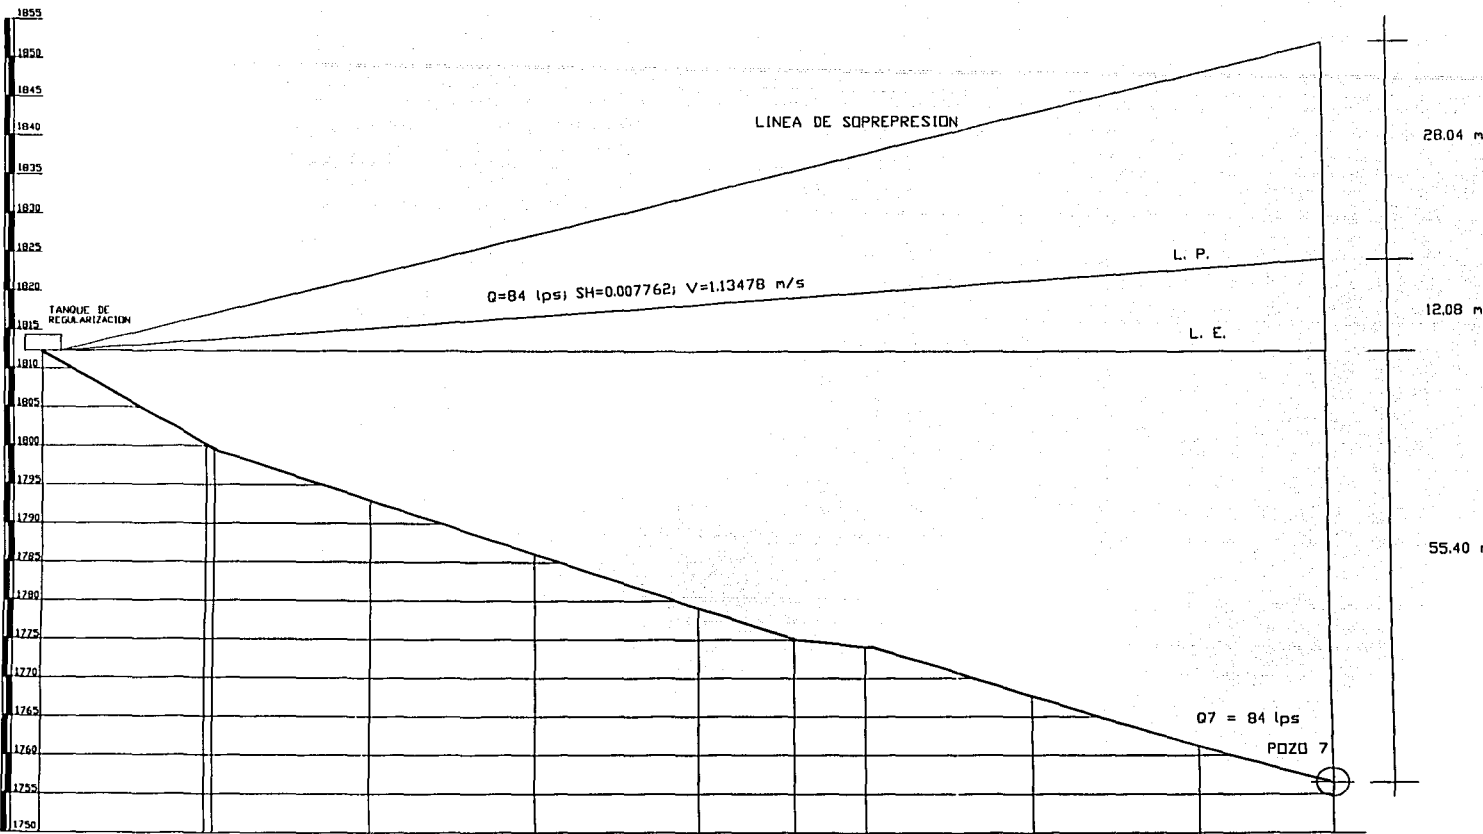 1855
1850
1845
1840
1835
1830
1825
1820
1815
1810
1805
1800
1795
1790
1785
1780
1775
1770
1765
1760
1755
1750
LINEA DE SOPREPRESION
28.04 m
L. P.
Q=84 lps; SH=0.007762; V=1.13478 m/s
TANQUE DE
REGULARIZACION
12.08 m
L. E.
55.40 m
Q7 = 84 lps
POZO 7